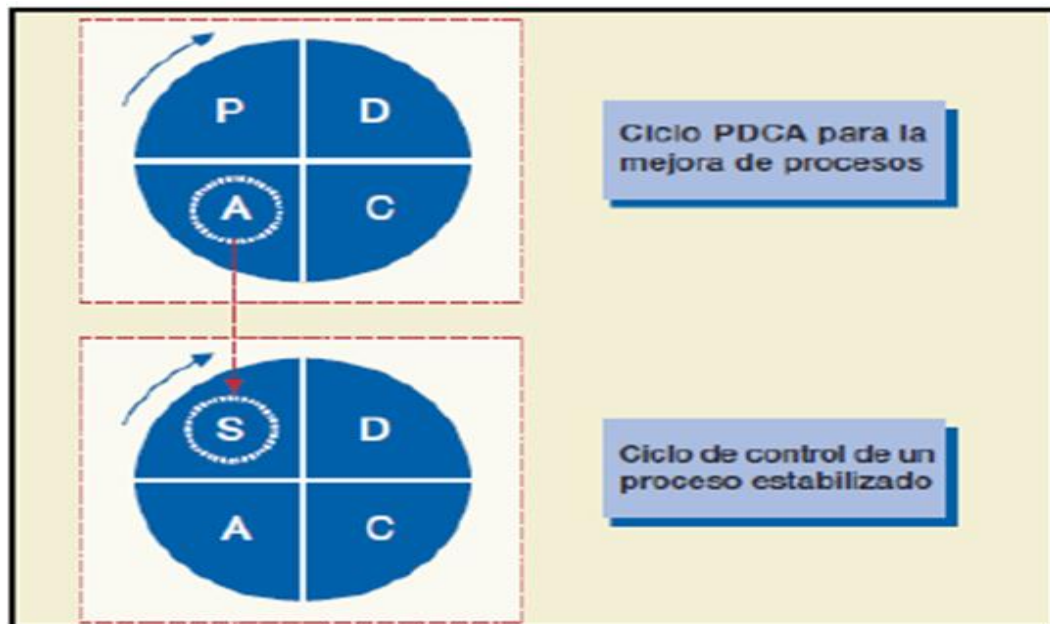 P D
A C
Ciclo PDCA para la
mejora de procesos
S D
A C
Ciclo de control de un
proceso estabilizado